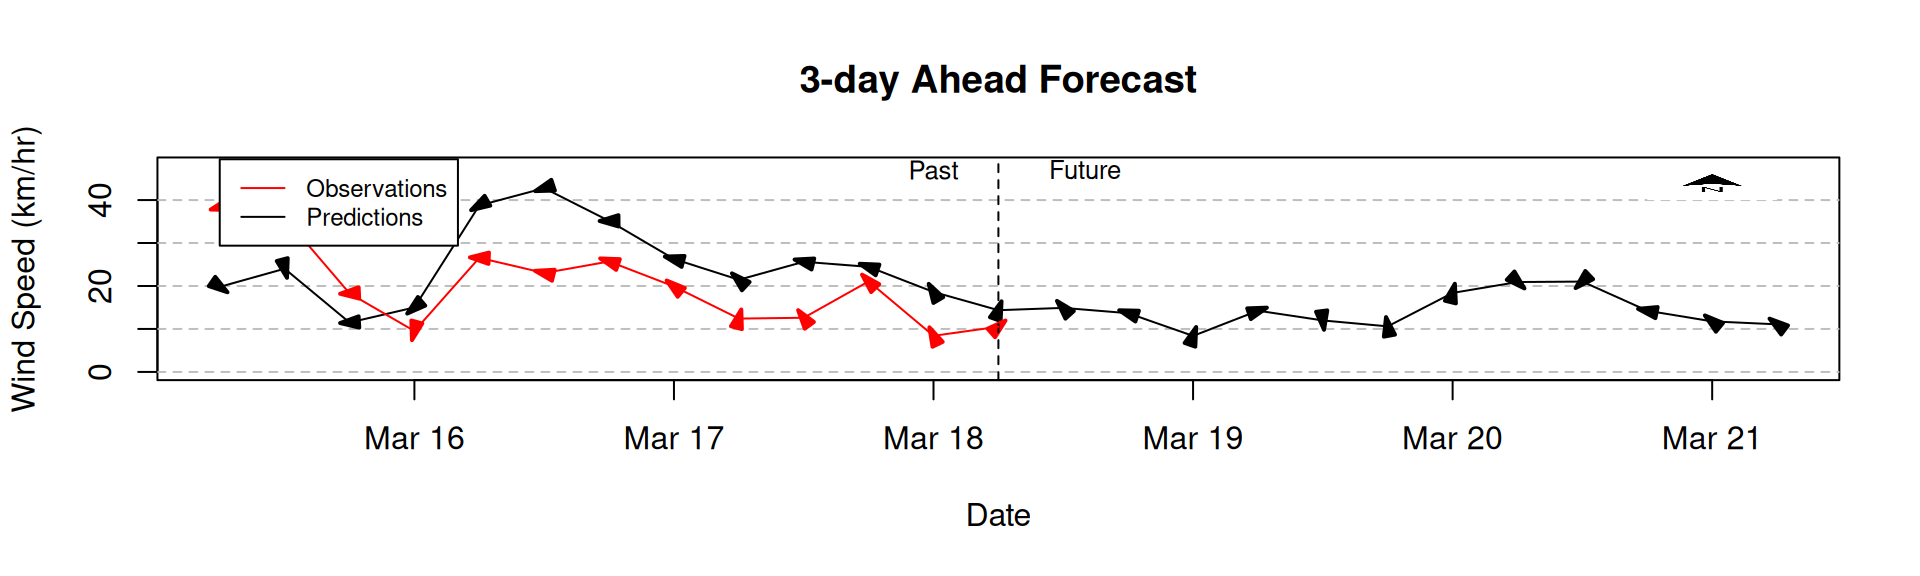 3-day Ahead Forecast
Wind Speed (km/hr)
40
20
0
Observations
Predictions
Past
Future
N
Mar 16
Mar 17
Mar 18
Mar 19
Mar 20
Mar 21
Date